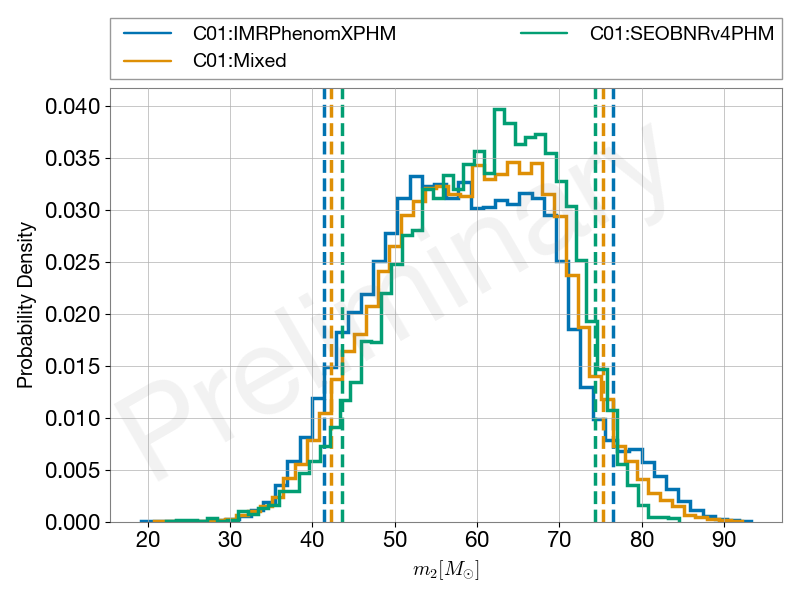 C01:IMRPhenomXPHM
C01:SEOBNRv4PHM
C01:Mixed
0.040
0.035
0.030
0.025
0.020
0.015
0.010
0.005
0.000
Probability Density
Preliminary
20 30 40 50 60 70 80 90
m₂[M⊙]